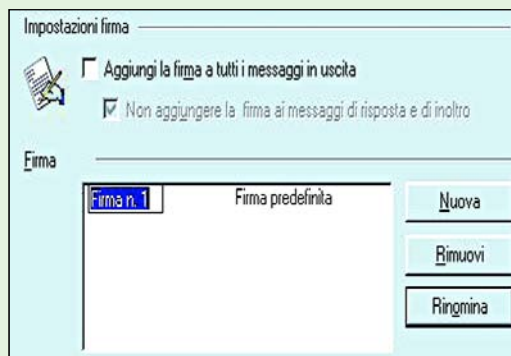 Impostazioni firma
Aggiungi la firma a tutti i messaggi in uscita
Non aggiungere la firma ai messaggi di risposta e di inoltro
Firma
Firma n. 1 Firma predefinita
Nuova
Rimuovi
Rinomina